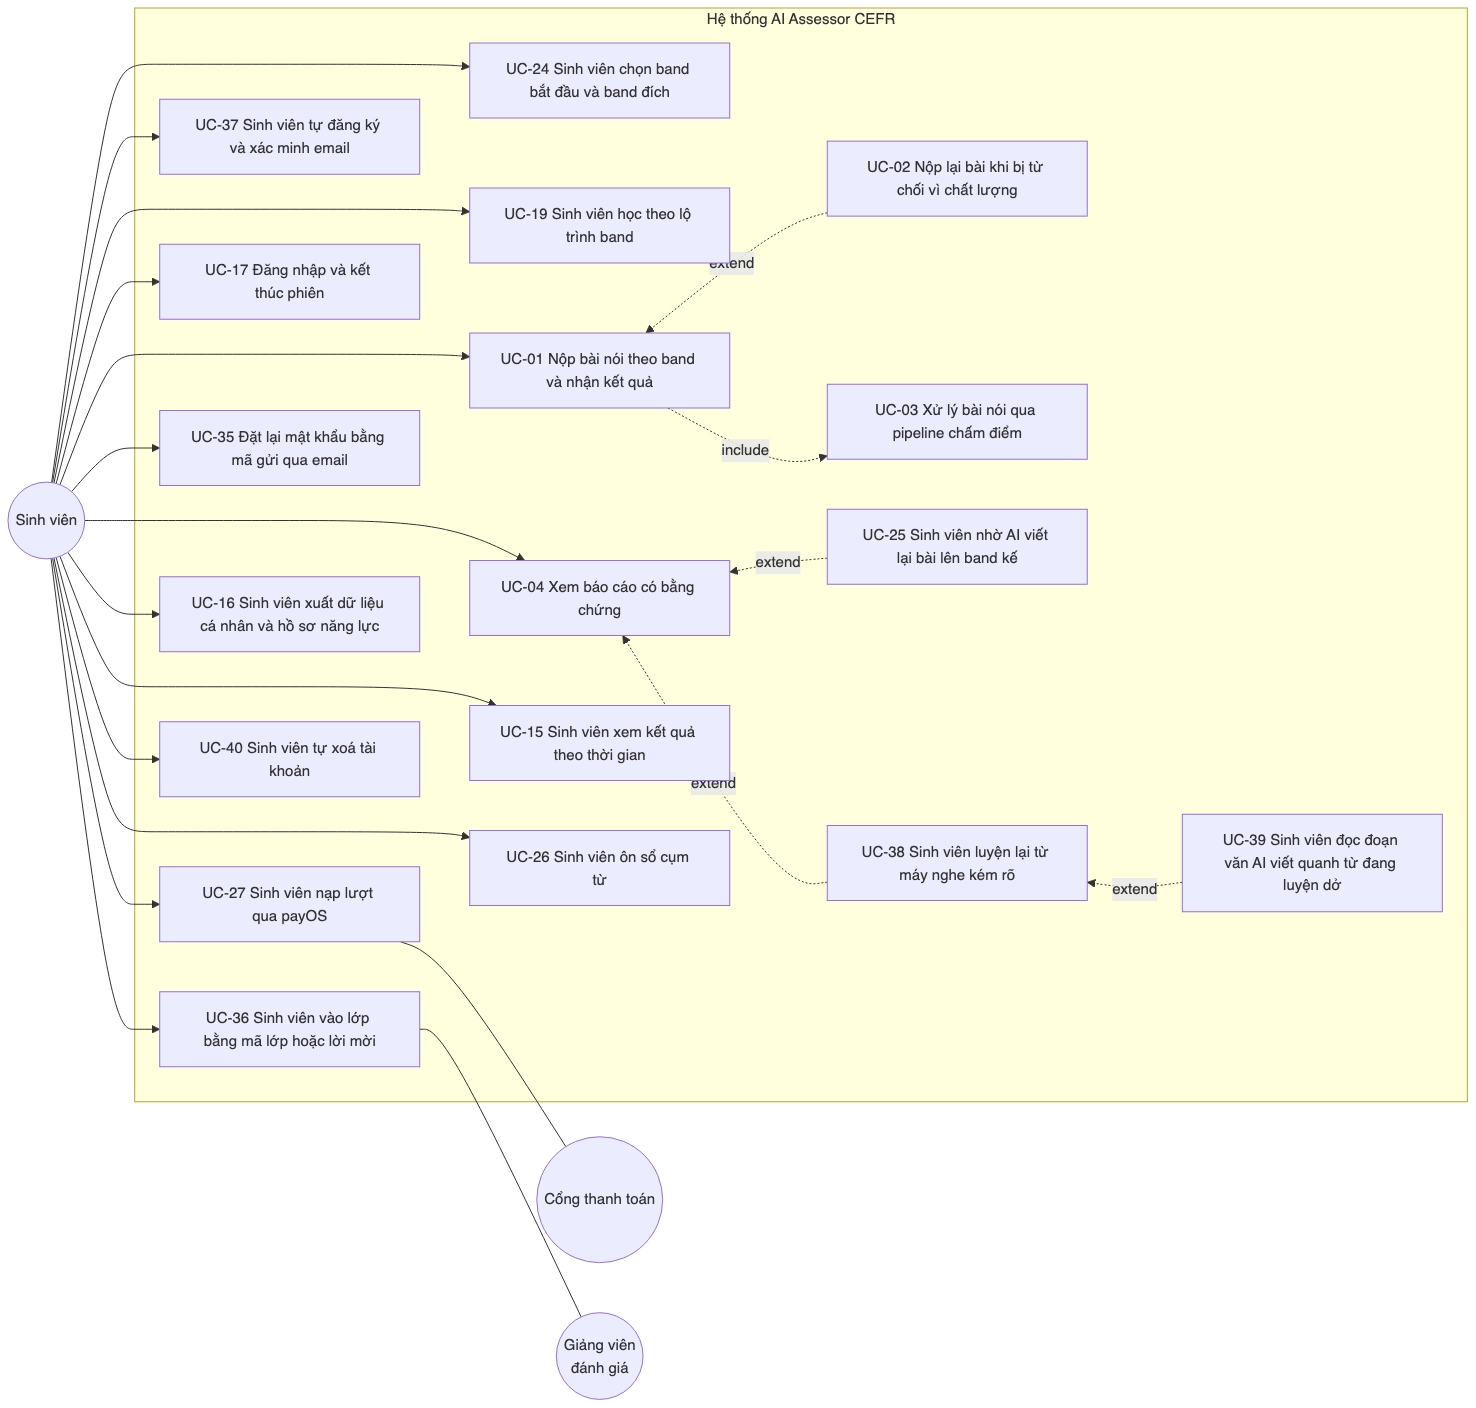 Hệ thống AI Assessor CEFR
UC-24 Sinh viên chọn band
bắt đầu và band đích
UC-37 Sinh viên tự đăng ký
và xác minh email
UC-02 Nộp lại bài khi bị từ
chối vì chất lượng
UC-19 Sinh viên học theo lộ
trình band
extend
UC-17 Đăng nhập và kết
thúc phiên
UC-01 Nộp bài nói theo band
và nhận kết quả
UC-03 Xử lý bài nói qua
pipeline chấm điểm
include
UC-35 Đặt lại mật khẩu bằng
mã gửi qua email
Sinh viên
UC-25 Sinh viên nhờ AI viết
lại bài lên band kế
extend
UC-04 Xem báo cáo có bằng
chứng
UC-16 Sinh viên xuất dữ liệu
cá nhân và hồ sơ năng lực
UC-15 Sinh viên xem kết quả
theo thời gian
UC-40 Sinh viên tự xoá tài
khoản
extend
UC-26 Sinh viên ôn sổ cụm
từ
UC-38 Sinh viên luyện lại từ
máy nghe kém rõ
extend
UC-39 Sinh viên đọc đoạn
văn AI viết quanh từ đang
luyện dở
UC-27 Sinh viên nạp lượt
qua payOS
UC-36 Sinh viên vào lớp
bằng mã lớp hoặc lời mời
Cổng thanh toán
Giảng viên
đánh giá